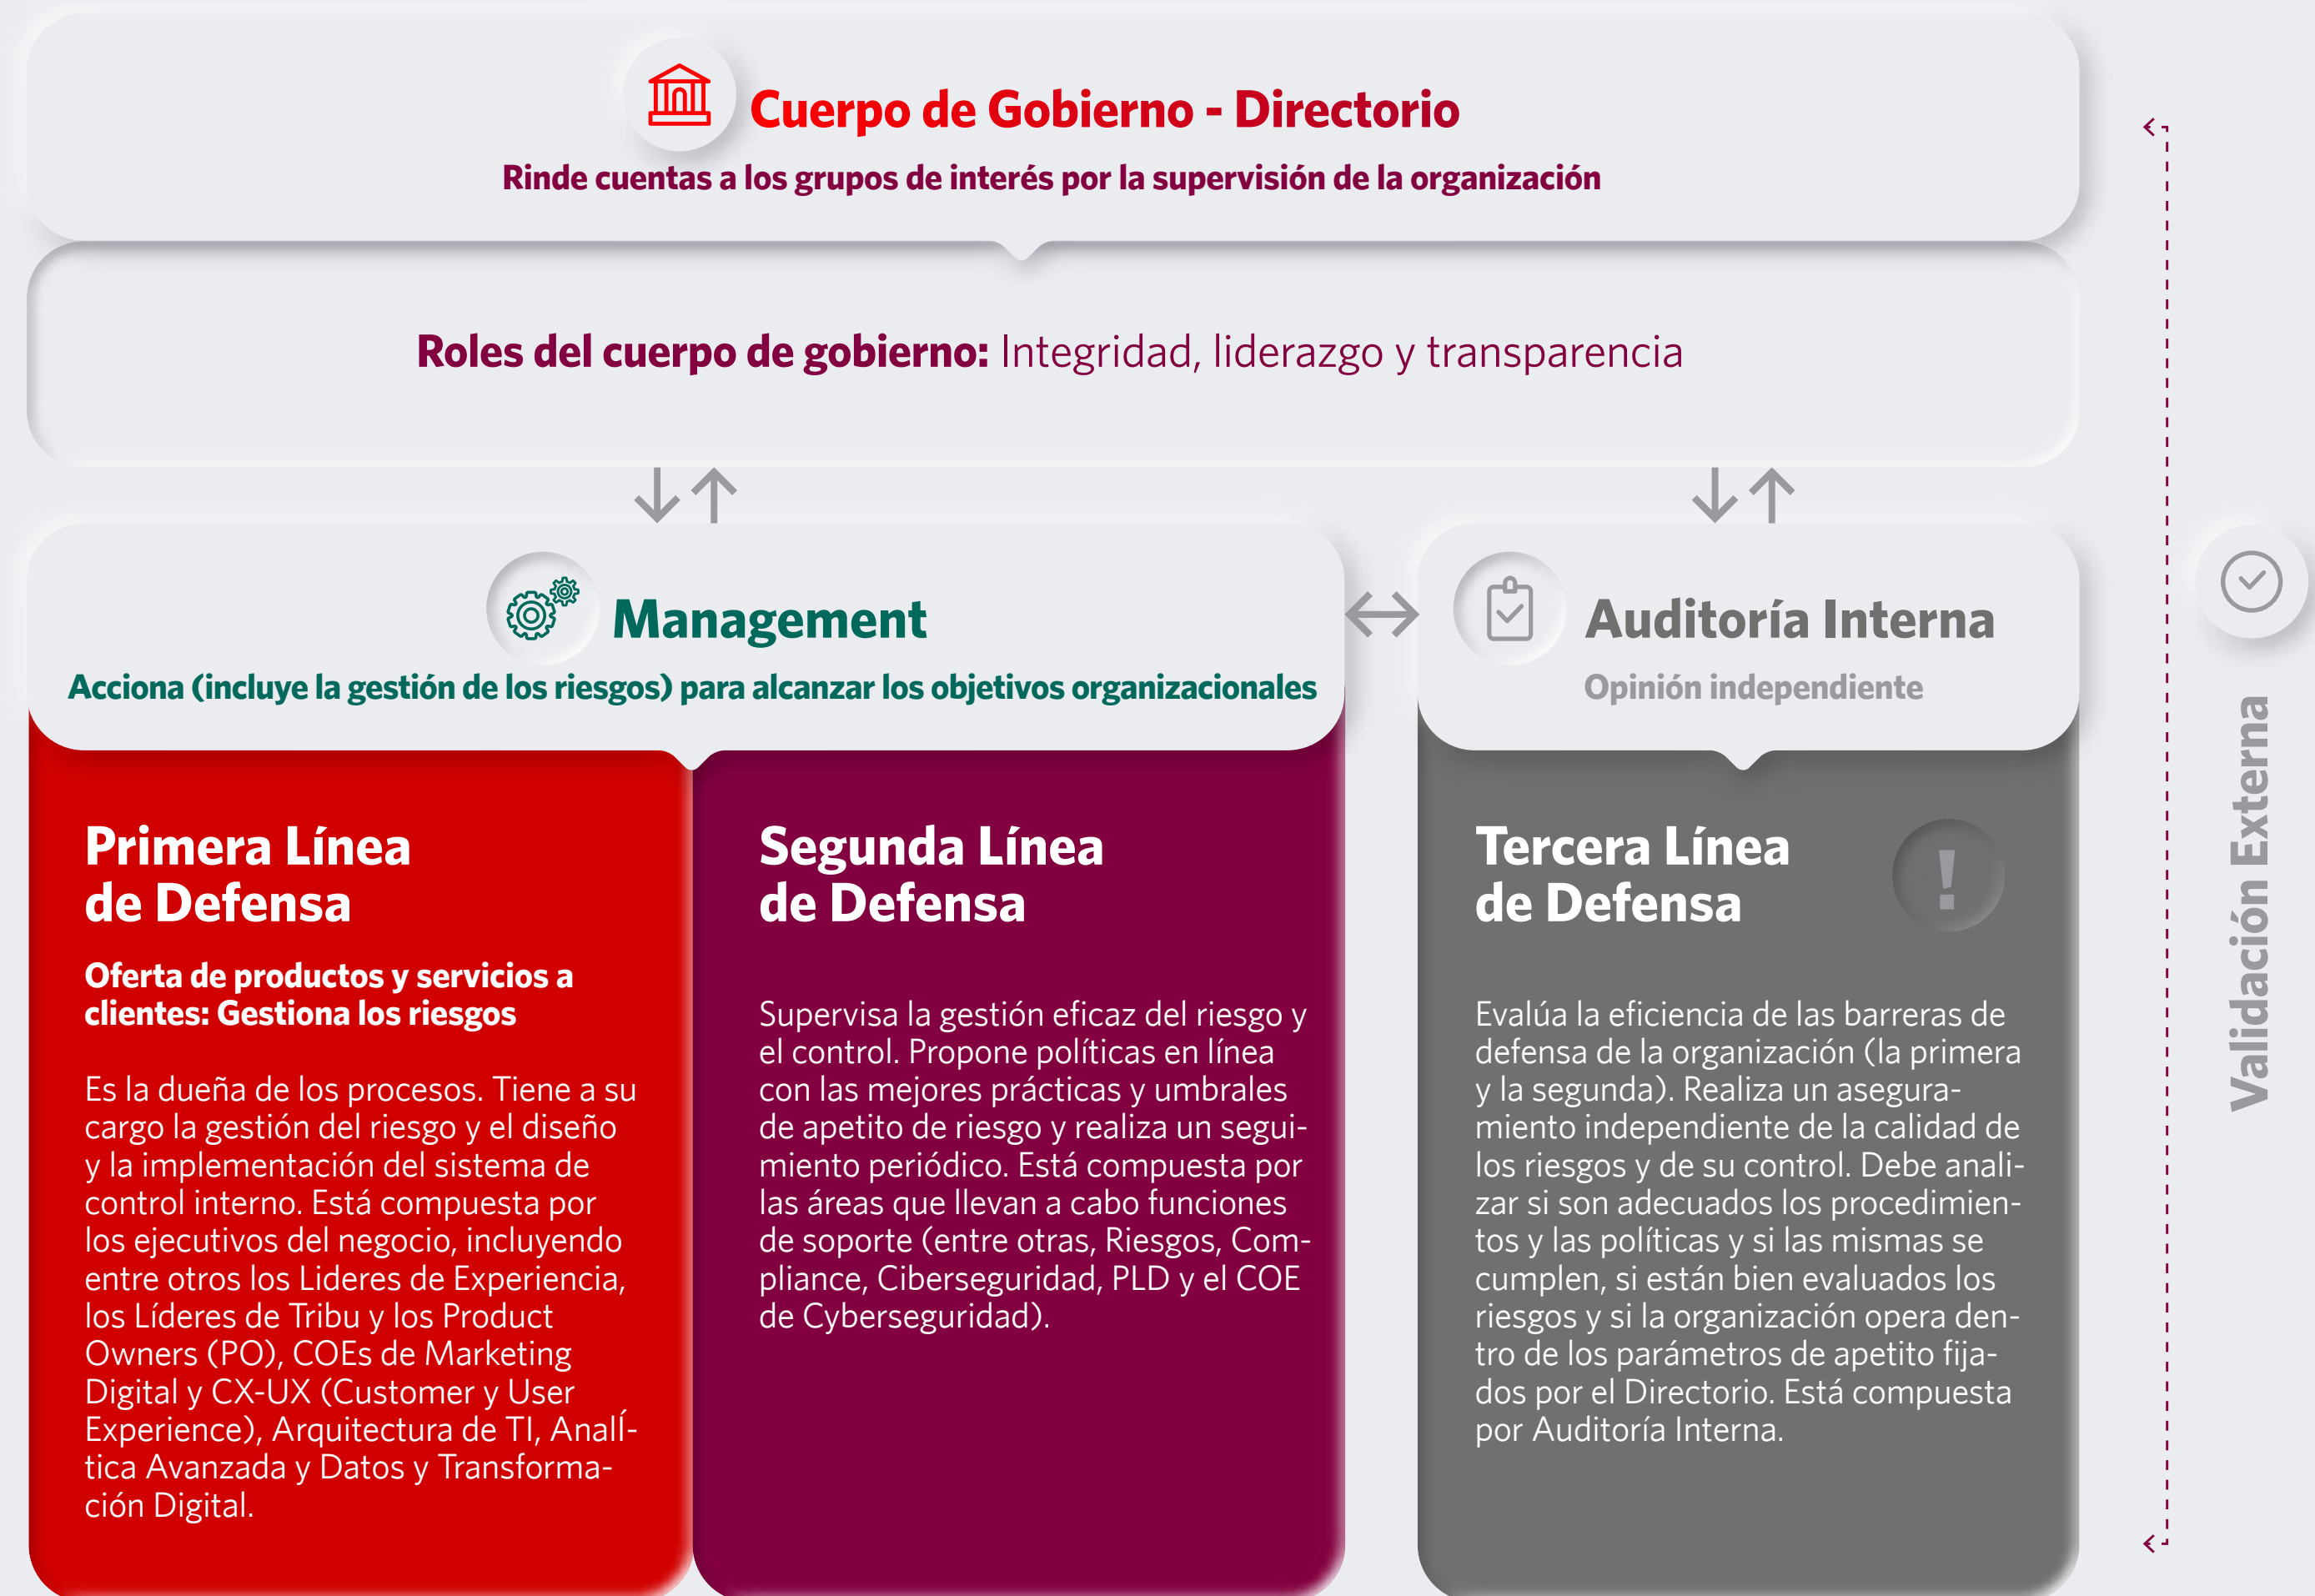 Cuerpo de Gobierno - Directorio
Rinde cuentas a los grupos de interés por la supervisión de la organización
Roles del cuerpo de gobierno: Integridad, liderazgo y transparencia
Management
Acciona (incluye la gestión de los riesgos) para alcanzar los objetivos organizacionales
Auditoría Interna
Opinión independiente
Primera Línea
de Defensa
Oferta de productos y servicios a
clientes: Gestiona los riesgos
Es la dueña de los procesos. Tiene a su
cargo la gestión del riesgo y el diseño
y la implementación del sistema de
control interno. Está compuesta por
los ejecutivos del negocio, incluyendo
entre otros los Lideres de Experiencia,
los Líderes de Tribu y los Product
Owners (PO), COEs de Marketing
Digital y CX-UX (Customer y User
Experience), Arquitectura de TI, AnalÍ-
tica Avanzada y Datos y Transforma-
ción Digital.
Segunda Línea
de Defensa
Supervisa la gestión eficaz del riesgo y
el control. Propone políticas en línea
con las mejores prácticas y umbrales
de apetito de riesgo y realiza un segui-
miento periódico. Está compuesta por
las áreas que llevan a cabo funciones
de soporte (entre otras, Riesgos, Com-
pliance, Ciberseguridad, PLD y el COE
de Cyberseguridad).
Tercera Línea
de Defensa
!
Evalúa la eficiencia de las barreras de
defensa de la organización (la primera
y la segunda). Realiza un asegura-
miento independiente de la calidad de
los riesgos y de su control. Debe anali-
zar si son adecuados los procedimien-
tos y las políticas y si las mismas se
cumplen, si están bien evaluados los
riesgos y si la organización opera den-
tro de los parámetros de apetito fija-
dos por el Directorio. Está compuesta
por Auditoría Interna.
Validación Externa